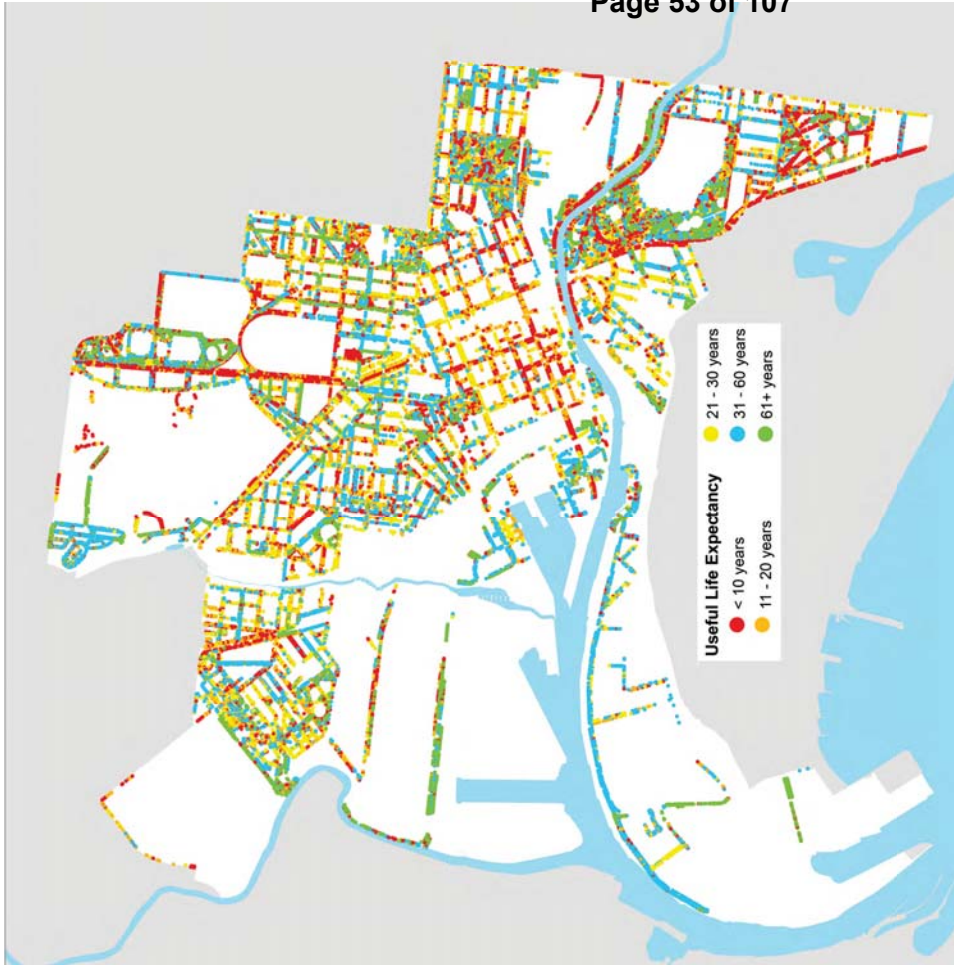 Page 53 of 107
Useful Life Expectancy
< 10 years
11 - 20 years
21 - 30 years
31 - 60 years
61+ years